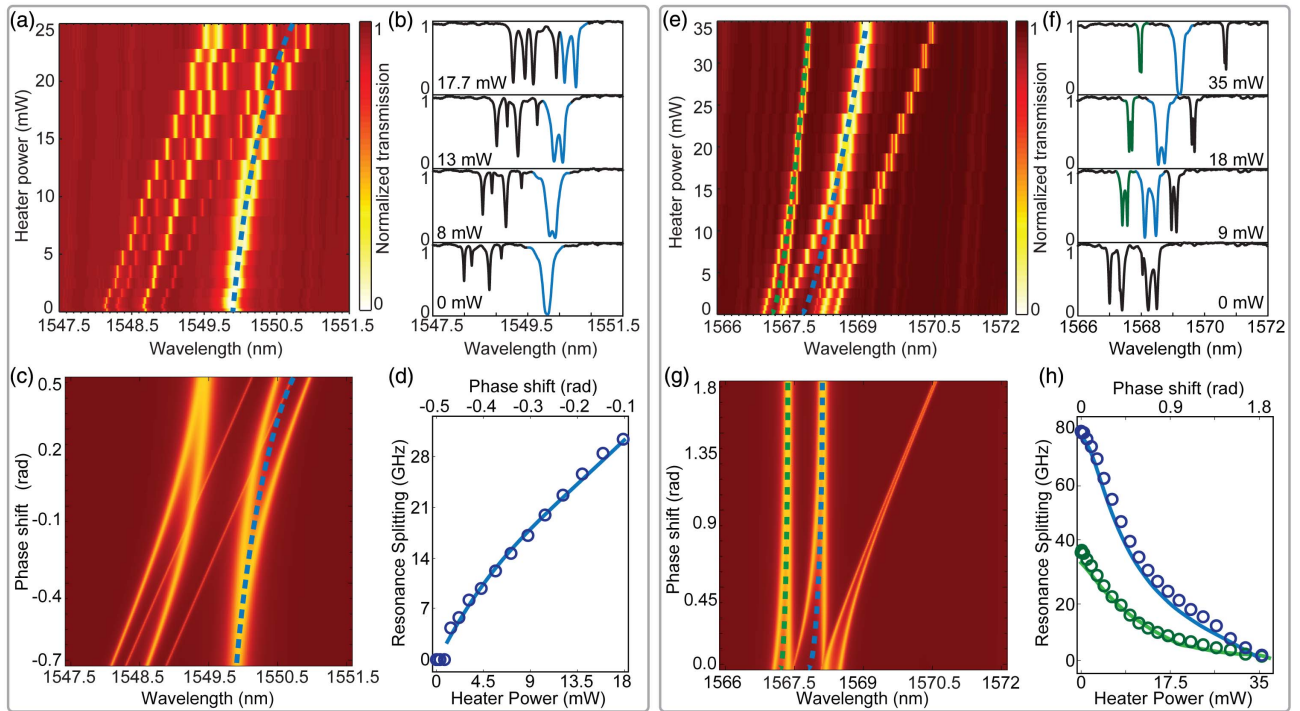 (a)
25
20
15
10
5
0
Heater power (mW)
1547.5 1548.5 1549.5 1550.5 1551.5
Wavelength (nm)
1
0
Normalized transmission
(b)
1
0
17.7 mW
1
0
13 mW
1
0
8 mW
1
0
0 mW
1547.5 1549.5 1551.5
Wavelength (nm)
(c)
0.5
0.2
-0.1
-0.4
-0.7
Phase shift (rad)
1547.5 1548.5 1549.5 1550.5 1551.5
Wavelength (nm)
(d)
Phase shift (rad)
-0.5 -0.4 -0.3 -0.2 -0.1
28
21
14
7
0
Resonance Splitting (GHz)
0 4.5 9 13.5 18
Heater Power (mW)
(e)
35
30
25
20
15
10
5
0
Heater power (mW)
1566 1567.5 1569 1570.5 1572
Wavelength (nm)
1
0
Normalized transmission
(f)
1
0
35 mW
1
0
18 mW
1
0
9 mW
1
0
0 mW
1566 1568 1570 1572
Wavelength (nm)
(g)
1.8
1.35
0.9
0.45
0.0
Phase shift (rad)
1566 1567.5 1569 1570.5 1572
Wavelength (nm)
(h)
Phase shift (rad)
0 0.9 1.8
80
60
40
20
0
Resonance Splitting (GHz)
0 17.5 35
Heater Power (mW)